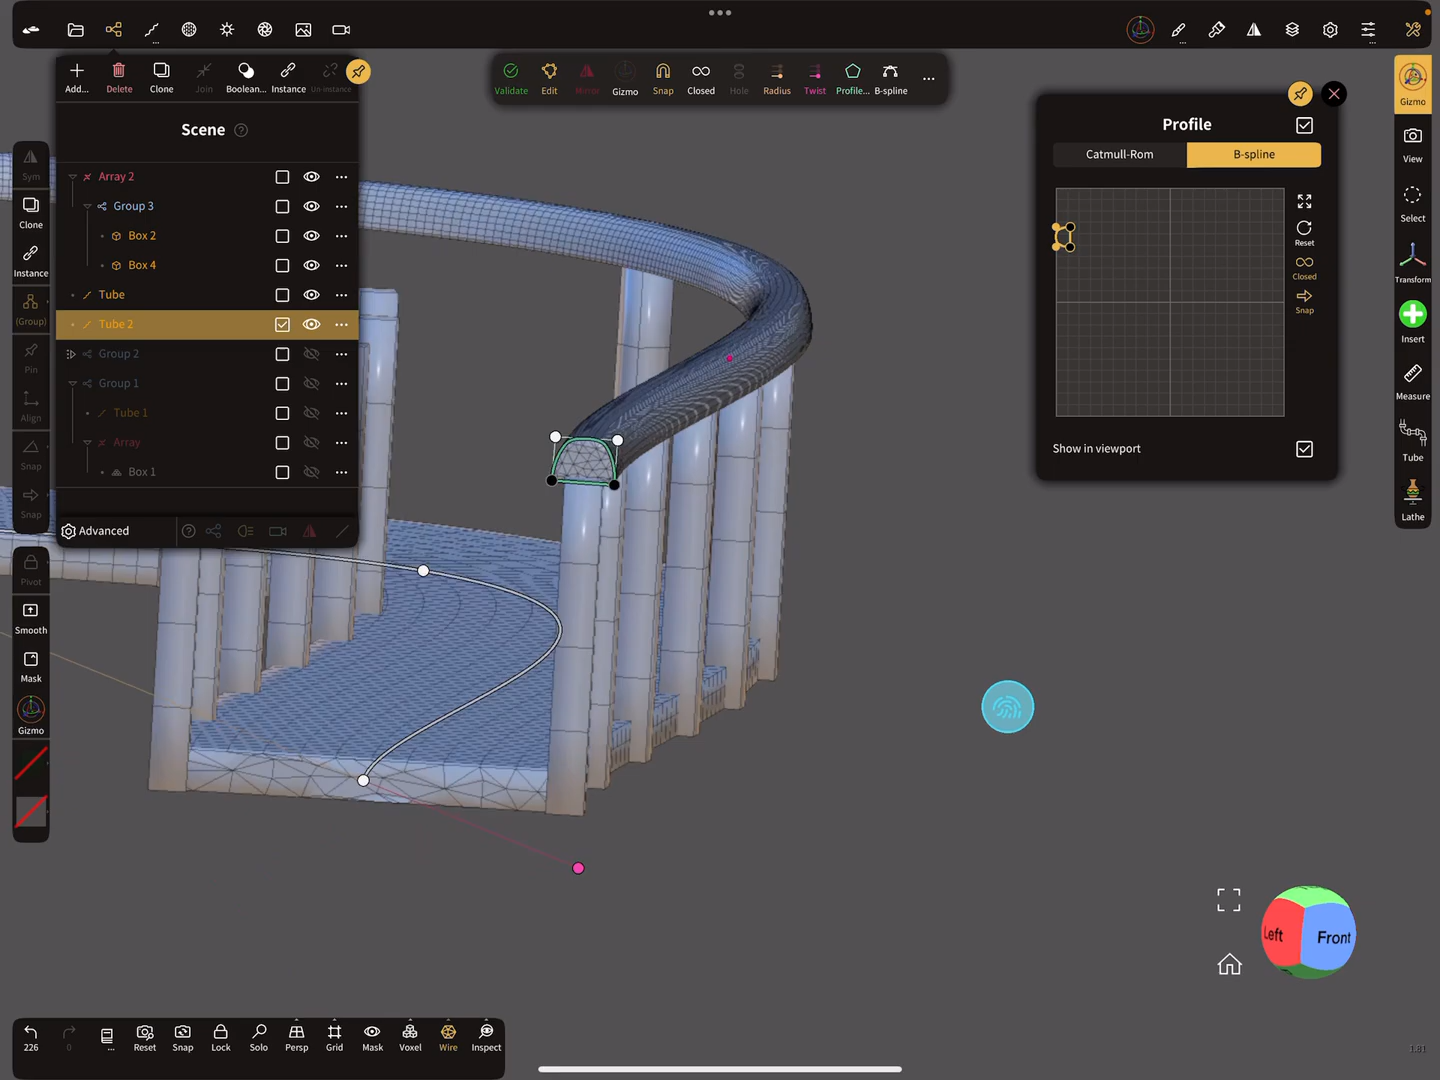 Add...
Delete
Clone
Join
Boolean...
Instance
Un-instance
Scene
Array 2
Group 3
Box 2
Box 4
Tube
Tube 2
Group 2
Group 1
Tube 1
Array
Box 1
Advanced
Sym
Clone
Instance
(Group)
Pin
Align
Snap
Snap
Pivot
Smooth
Mask
Gizmo
Validate
Edit
Mirror
Gizmo
Snap
Closed
Hole
Radius
Twist
Profile...
B-spline
Profile
Catmull-Rom
B-spline
Reset
Closed
Snap
Show in viewport
Gizmo
View
Select
Transform
Insert
Measure
Tube
Lathe
Left
Front
226
0
...
Reset
Snap
Lock
Solo
Persp
Grid
Mask
Voxel
Wire
Inspect
1.81